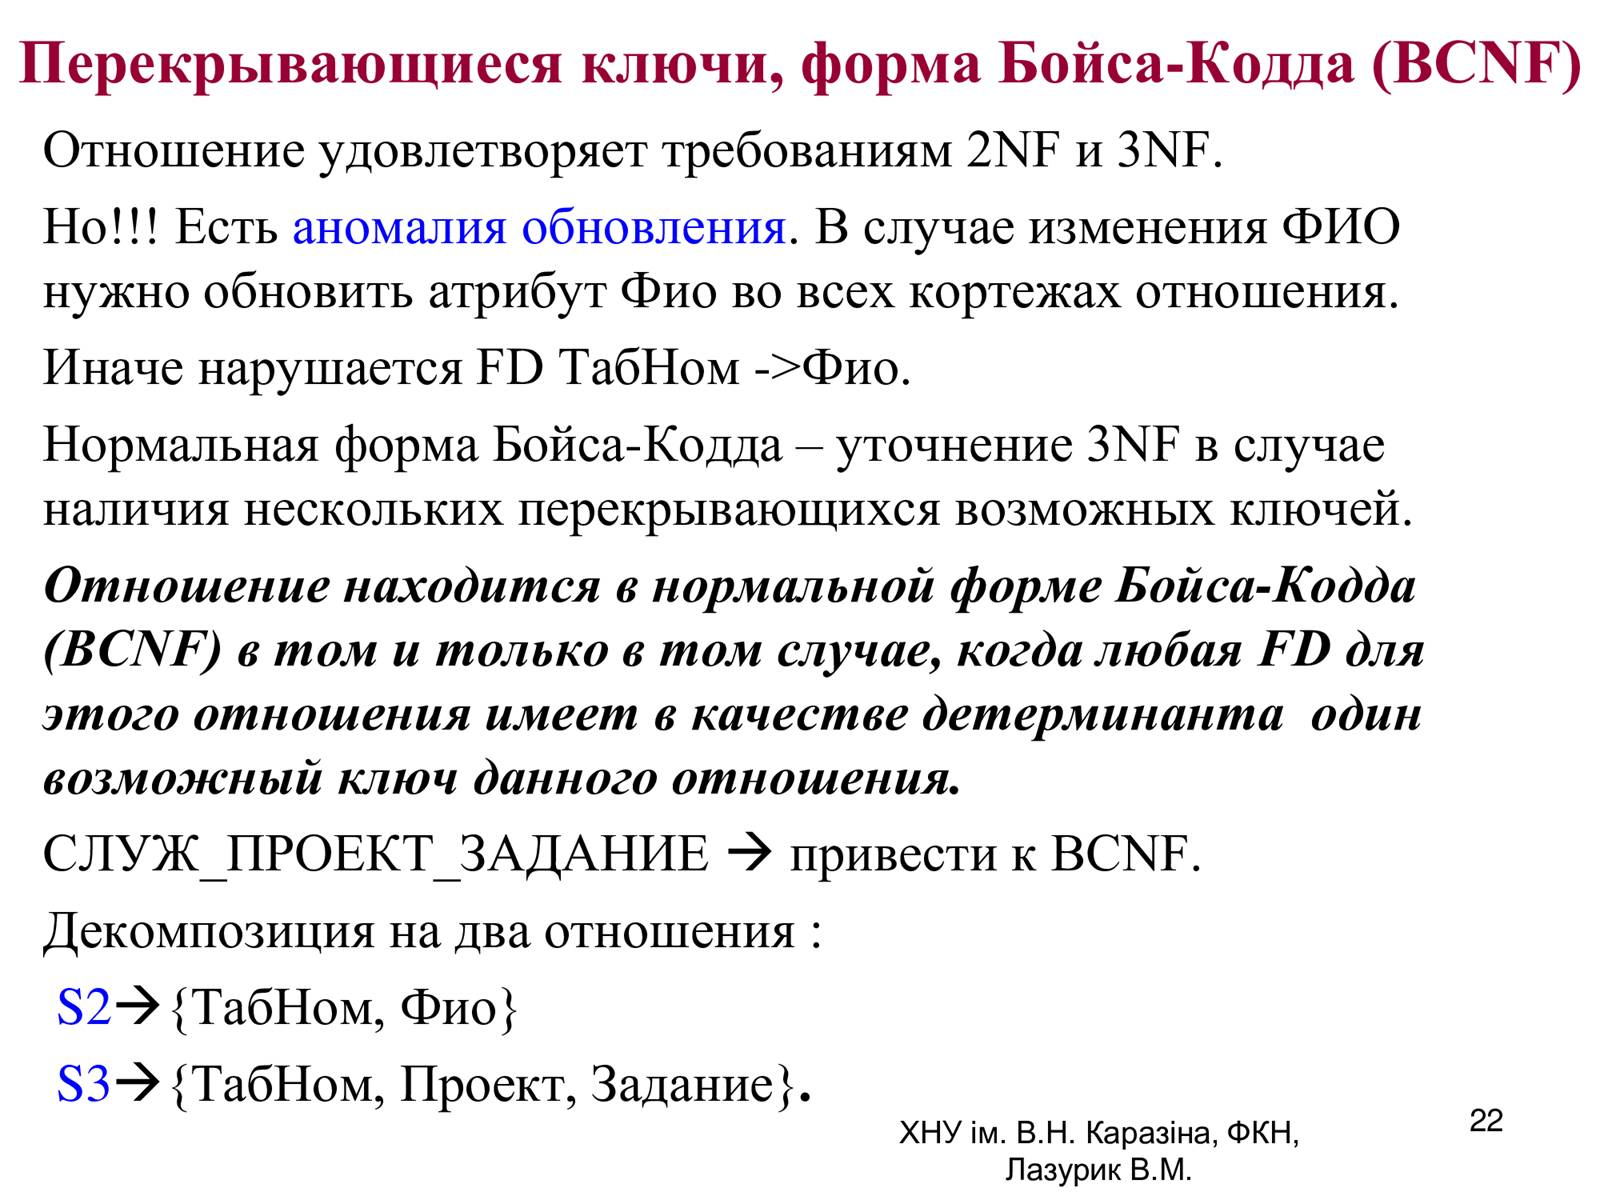 Перекрывающиеся ключи, форма Бойса-Кодда (BCNF)
Отношение удовлетворяет требованиям 2NF и 3NF.
Но!!! Есть аномалия обновления. В случае изменения ФИО
нужно обновить атрибут Фио во всех кортежах отношения.
Иначе нарушается FD ТабНом ->Фио.
Нормальная форма Бойса-Кодда – уточнение 3NF в случае
наличия нескольких перекрывающихся возможных ключей.
Отношение находится в нормальной форме Бойса-Кодда
(BCNF) в том и только в том случае, когда любая FD для
этого отношения имеет в качестве детерминанта  один
возможный ключ данного отношения.
СЛУЖ_ПРОЕКТ_ЗАДАНИЕ → привести к BCNF.
Декомпозиция на два отношения :
S2→{ТабНом, Фио}
S3→{ТабНом, Проект, Задание}.
ХНУ ім. В.Н. Каразіна, ФКН,
Лазурик В.М.
22